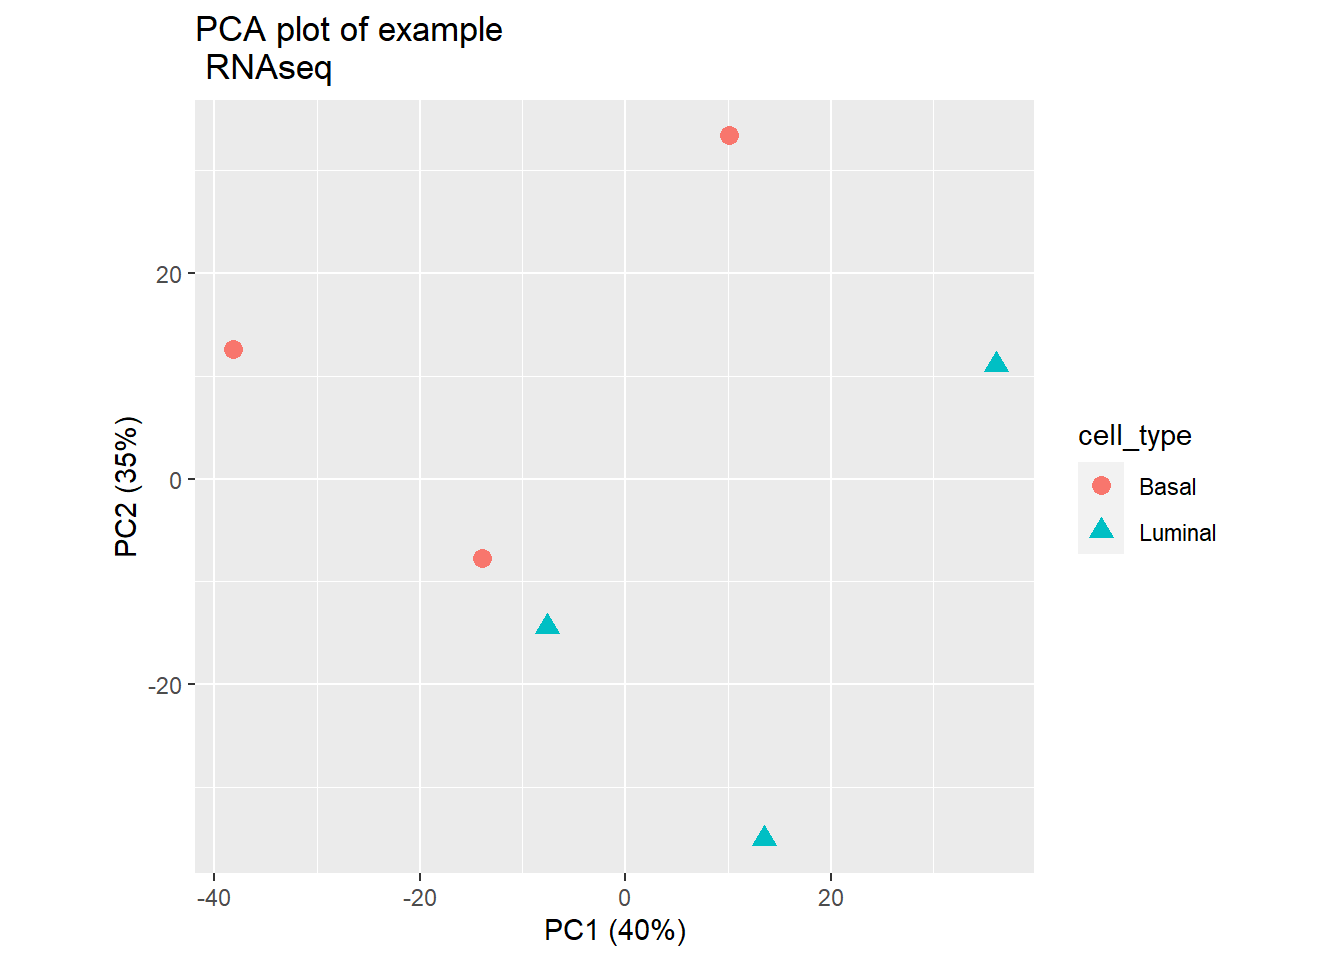 PCA plot of example
RNAseq
20
0
-20
PC2 (35%)
-40
-20
0
20
PC1 (40%)
cell_type
Basal
Luminal